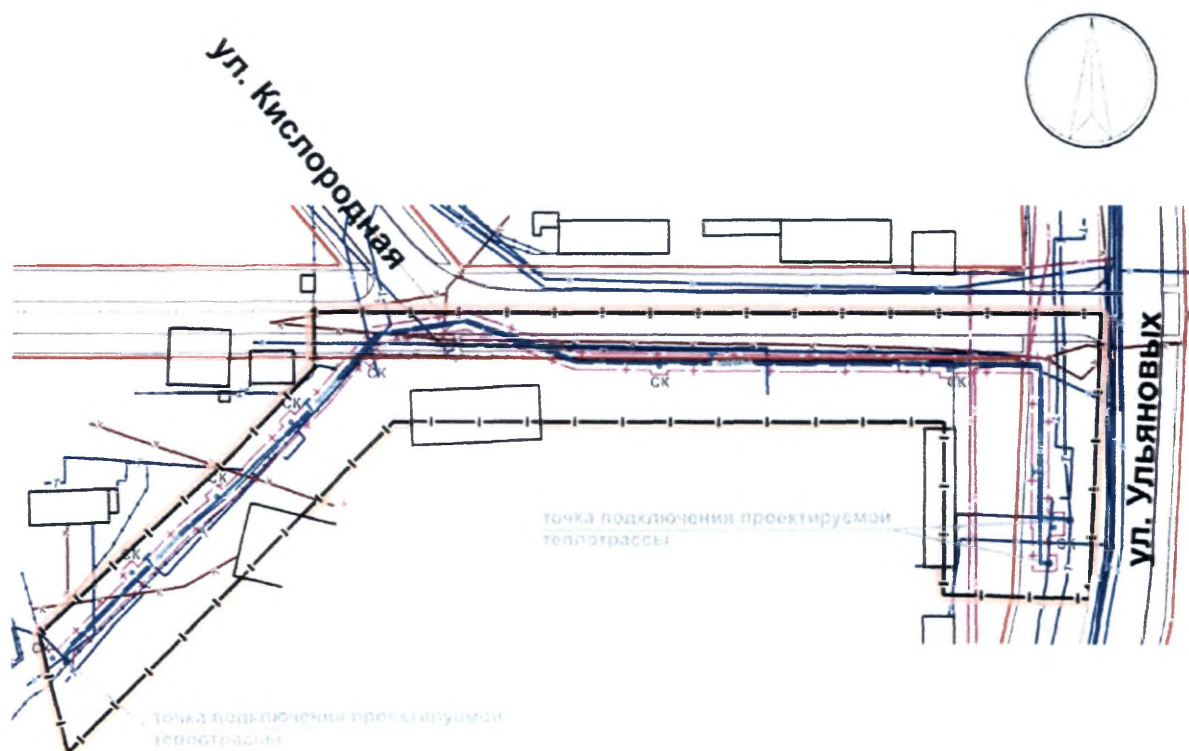 ул. Кислородная
ул. Ульяновых
СК
СК
СК
СК
СК
СК
точка подключения проектируемой
теплотрассы
точка подключения проектируемой
теплотрассы